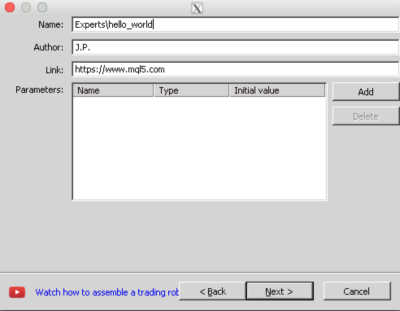 Name: Experts\hello_world
Author: J.P.
Link: https://www.mql5.com
Parameters: Name Type Initial value
Add
Delete
Watch how to assemble a trading rob < Back Next > Cancel